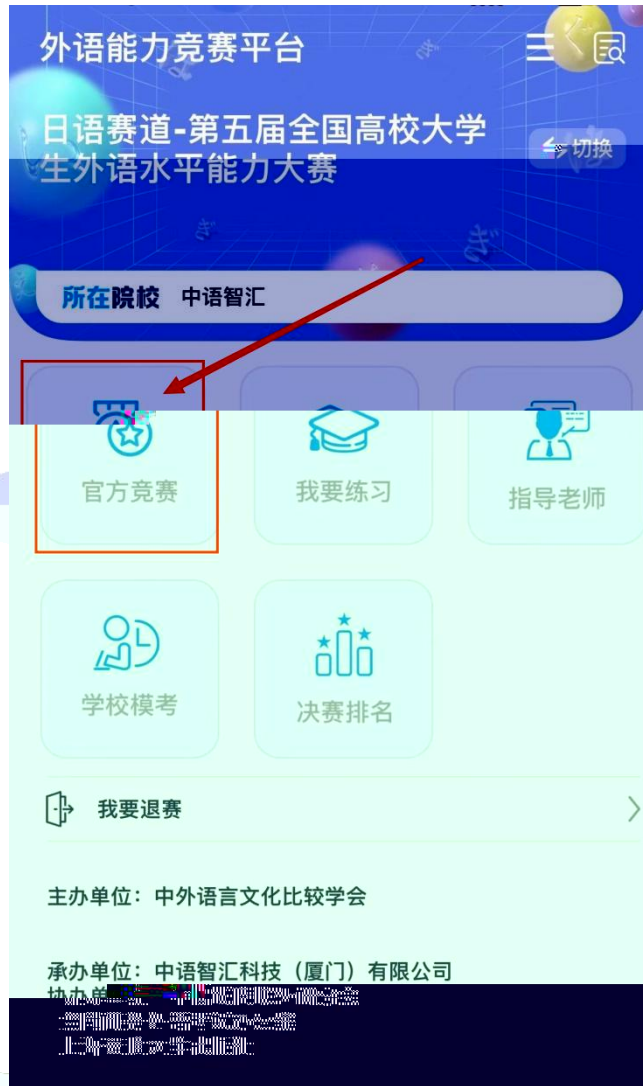 外语能力竞赛平台
日语赛道-第五届全国高校大学
生外语水平能力大赛
切换
所在院校 中语智汇
官方竞赛 我要练习 指导老师
学校模考 决赛排名
我要退赛
主办单位：中外语言文化比较学会
承办单位：中语智汇科技（厦门）有限公司